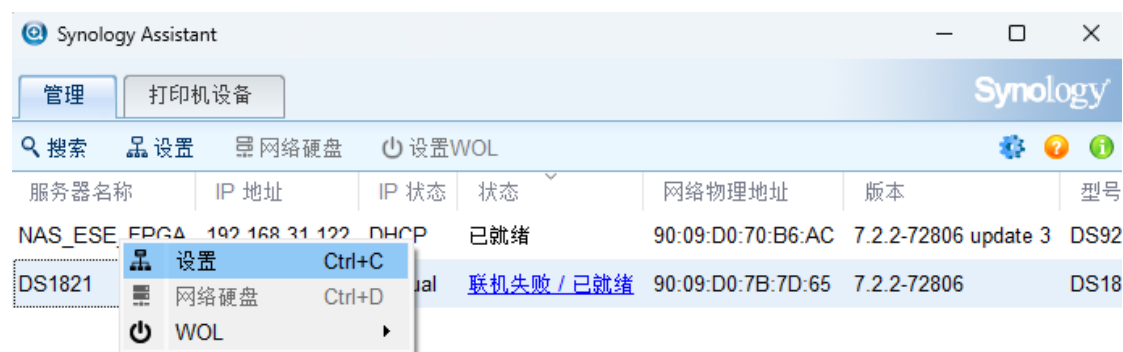 Synology Assistant
管理 打印机设备 Synology
搜索 设置 网络硬盘 设置WOL
服务器名称 IP 地址 IP 状态 状态 网络物理地址 版本 型号
NAS_ESE_FPGA 192.168.31.122 DHCP 已就绪 90:09:D0:70:B6:AC 7.2.2-72806 update 3 DS92
设置 Ctrl+C
DS1821 ual 联机失败 / 已就绪 90:09:D0:7B:7D:65 7.2.2-72806 DS18
网络硬盘 Ctrl+D
WOL